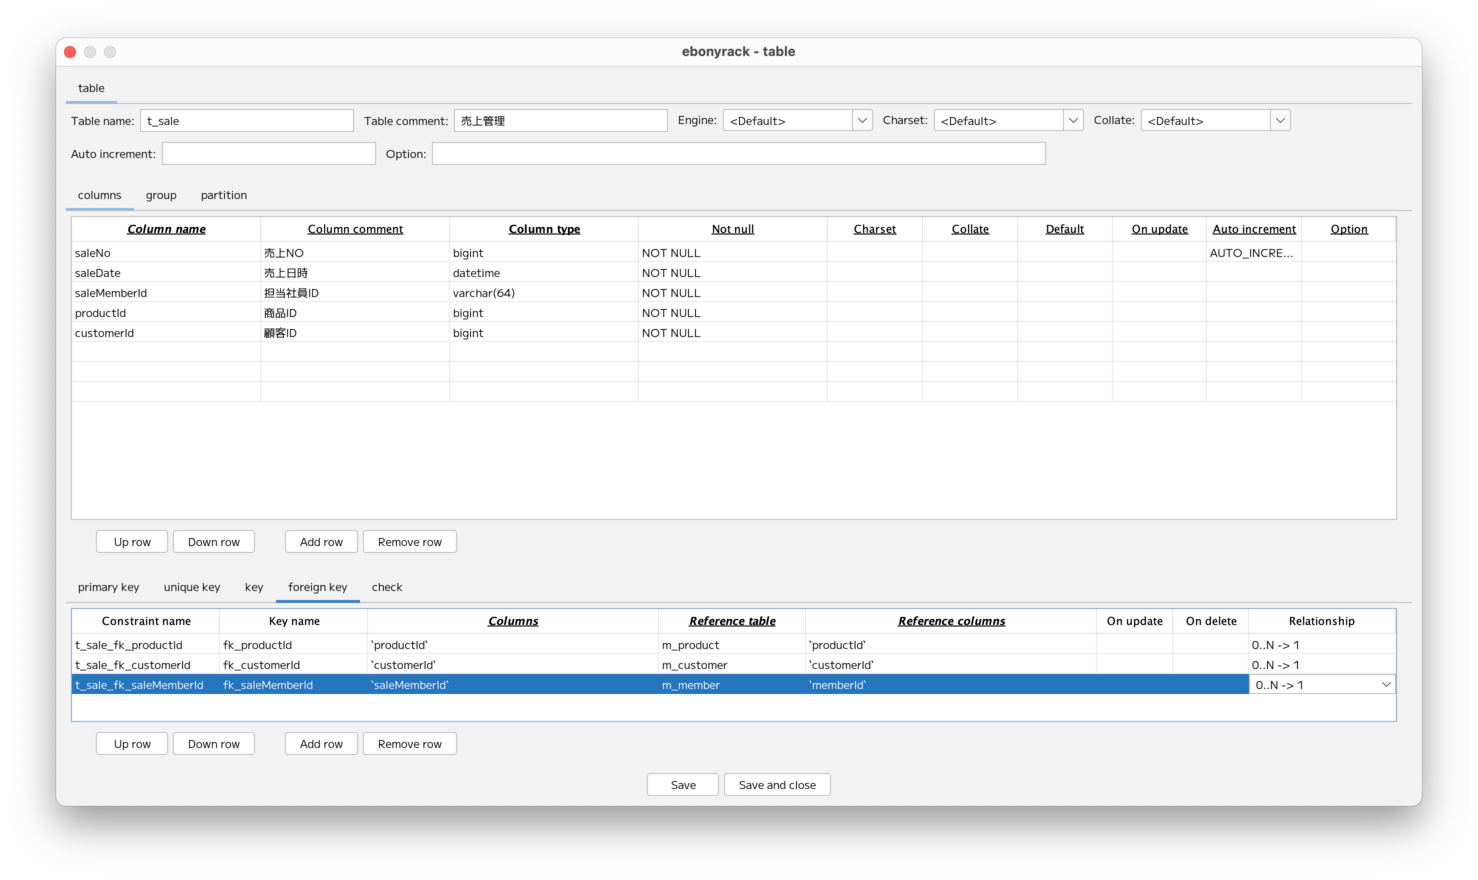 ebonyrack - table
table
Table name: t_sale Table comment: 売上管理 Engine: <Default> Charset: <Default> Collate: <Default>
Auto increment: Option:
columns group partition
Column name Column comment Column type Not null Charset Collate Default On update Auto increment Option
saleNo 売上NO bigint NOT NULL AUTO_INCRE...
saleDate 売上日時 datetime NOT NULL
saleMemberId 担当社員ID varchar(64) NOT NULL
productId 商品ID bigint NOT NULL
customerId 顧客ID bigint NOT NULL
Up row Down row Add row Remove row
primary key unique key key foreign key check
Constraint name Key name Columns Reference table Reference columns On update On delete Relationship
t_sale_fk_productId fk_productId `productId` m_product `productId` 0..N -> 1
t_sale_fk_customerId fk_customerId `customerId` m_customer `customerId` 0..N -> 1
t_sale_fk_saleMemberId fk_saleMemberId `saleMemberId` m_member `memberId` 0..N -> 1
Up row Down row Add row Remove row
Save Save and close